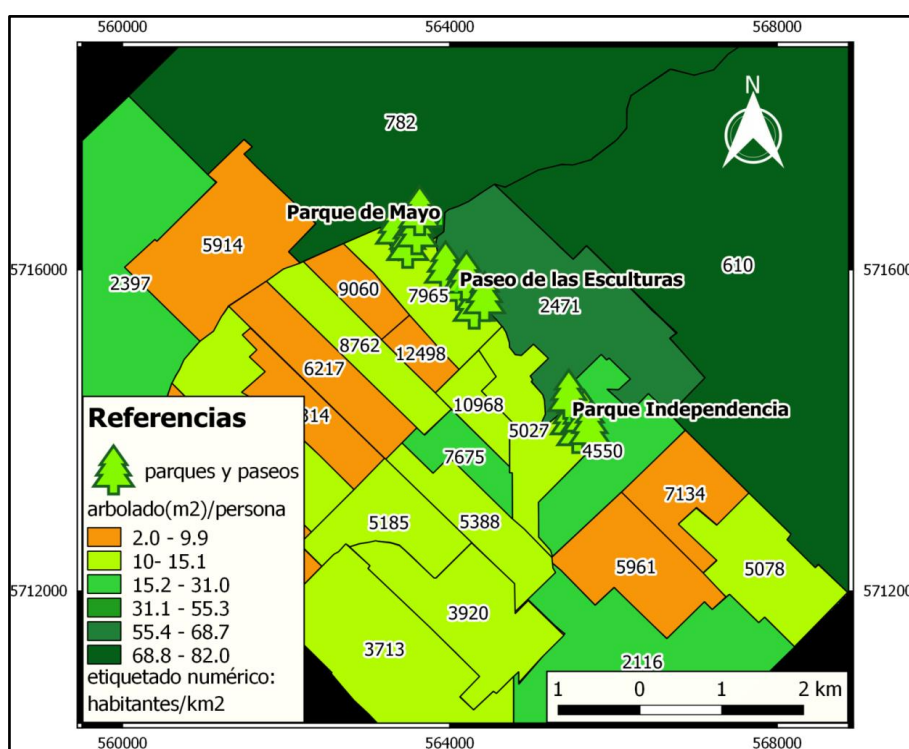 560000 564000 568000
N
782
Parque de Mayo
5914
5716000
2397
610
5716000
Paseo de las Esculturas
9060
7965
2471
8762
12498
6217
10968
Parque Independencia
5027
4550
7675
7134
5185
5388
5961
5078
5712000
3920
3713
2116
Referencias
parques y paseos
arbolado(m2)/persona
2.0 - 9.9
10- 15.1
15.2 - 31.0
31.1 - 55.3
55.4 - 68.7
68.8 - 82.0
etiquetado numérico:
habitantes/km2
1 0 1 2 km
560000 564000 568000